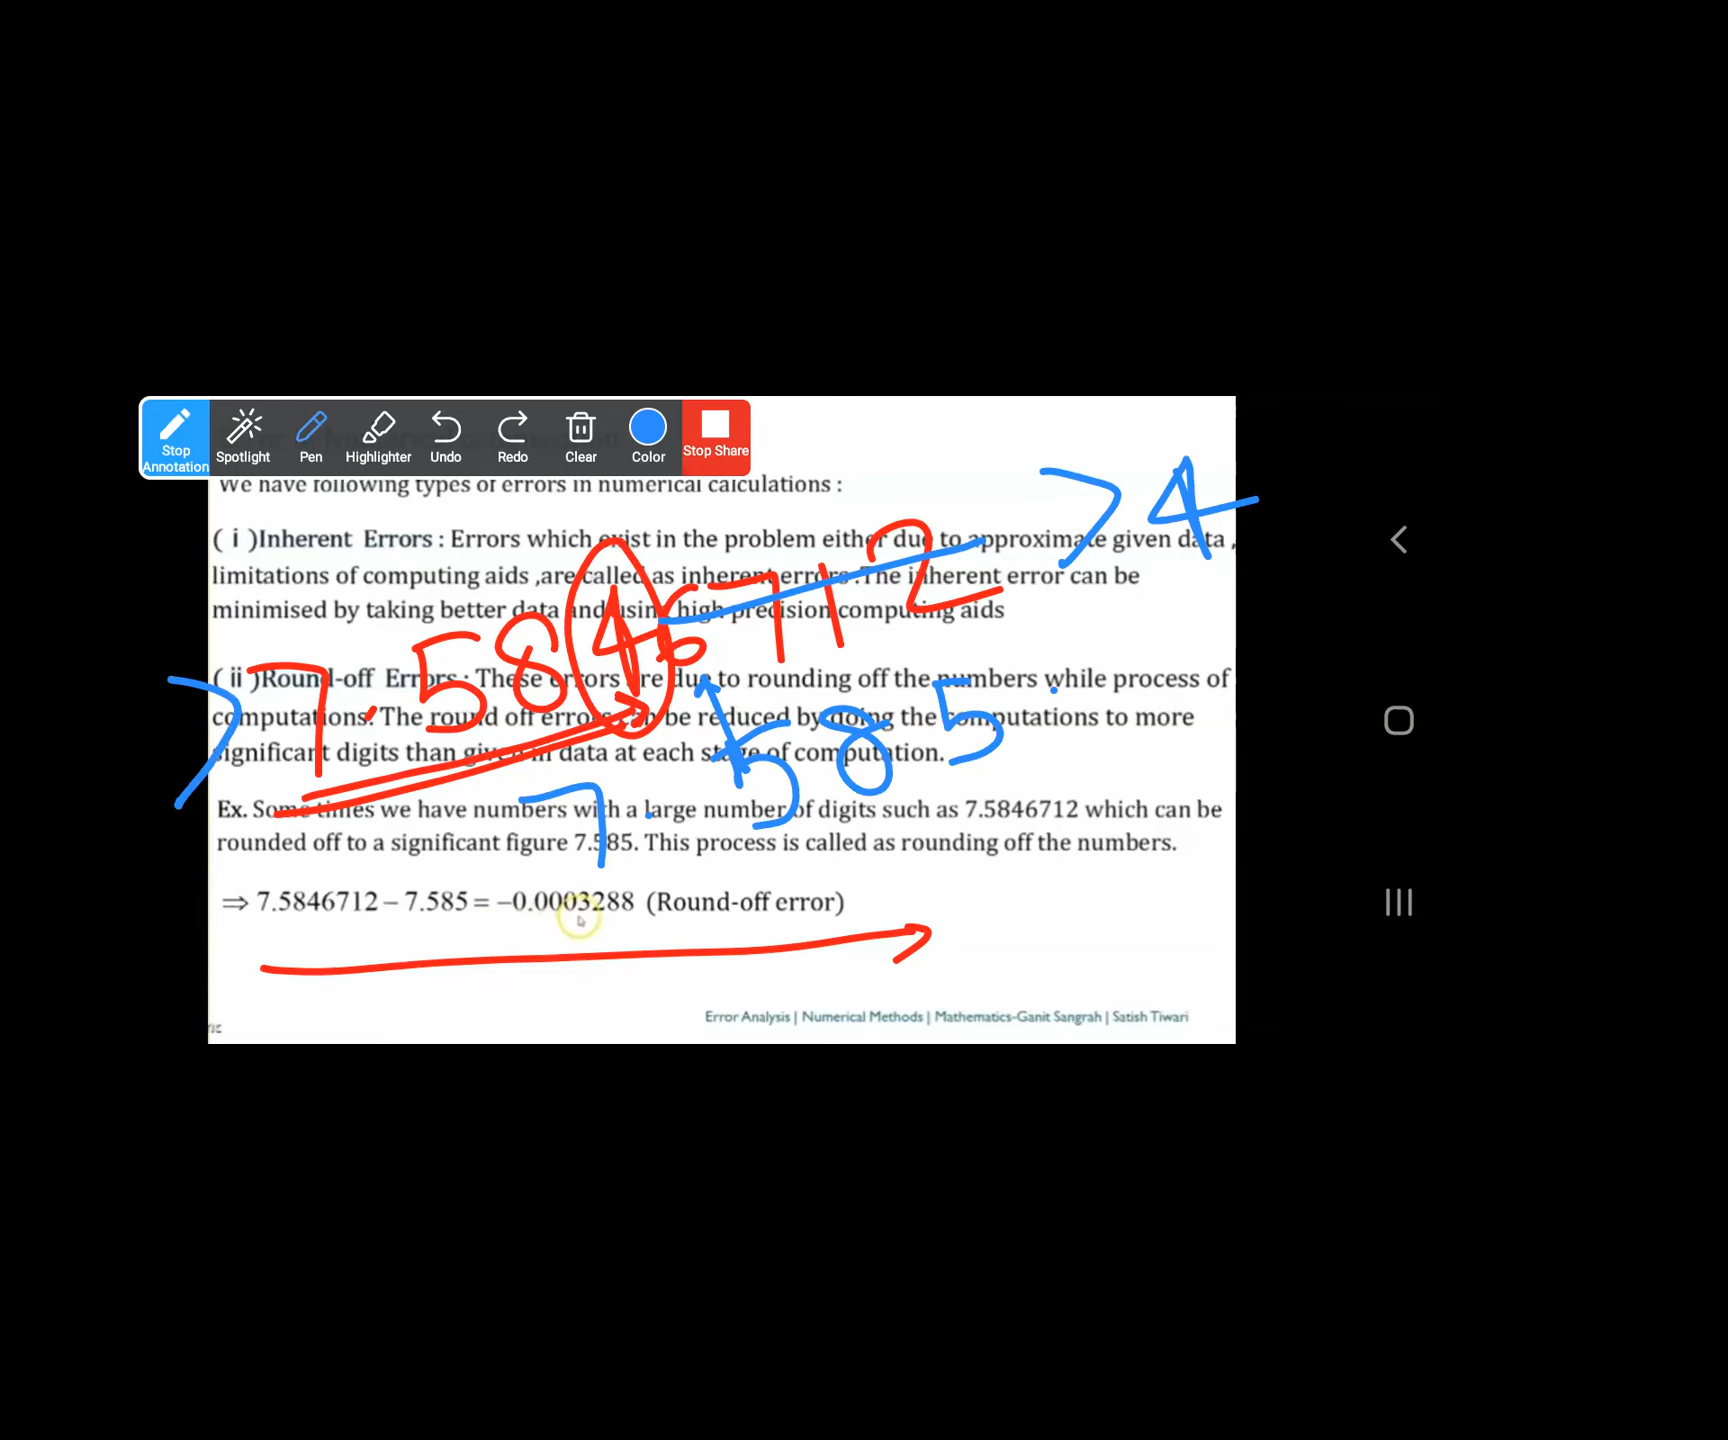 Stop Annotation Spotlight Pen Highlighter Undo Redo Clear Color Stop Share
We have following types of errors in numerical calculations :
( i )Inherent Errors : Errors which exist in the problem either due to approximate given data ,
limitations of computing aids ,are called as inherent errors .The inherent error can be
minimised by taking better data and using high precision computing aids
>4
7.5846712
( ii )Round-off Errors : These errors are due to rounding off the numbers while process of
computations. The round off errors can be reduced by doing the computations to more
significant digits than given in data at each stage of computation.
7.585
Ex. Some times we have numbers with a large number of digits such as 7.5846712 which can be
rounded off to a significant figure 7.585. This process is called as rounding off the numbers.
⇒ 7.5846712 – 7.585 = –0.0003288 (Round-off error)
Error Analysis | Numerical Methods | Mathematics-Ganit Sangrah | Satish Tiwari